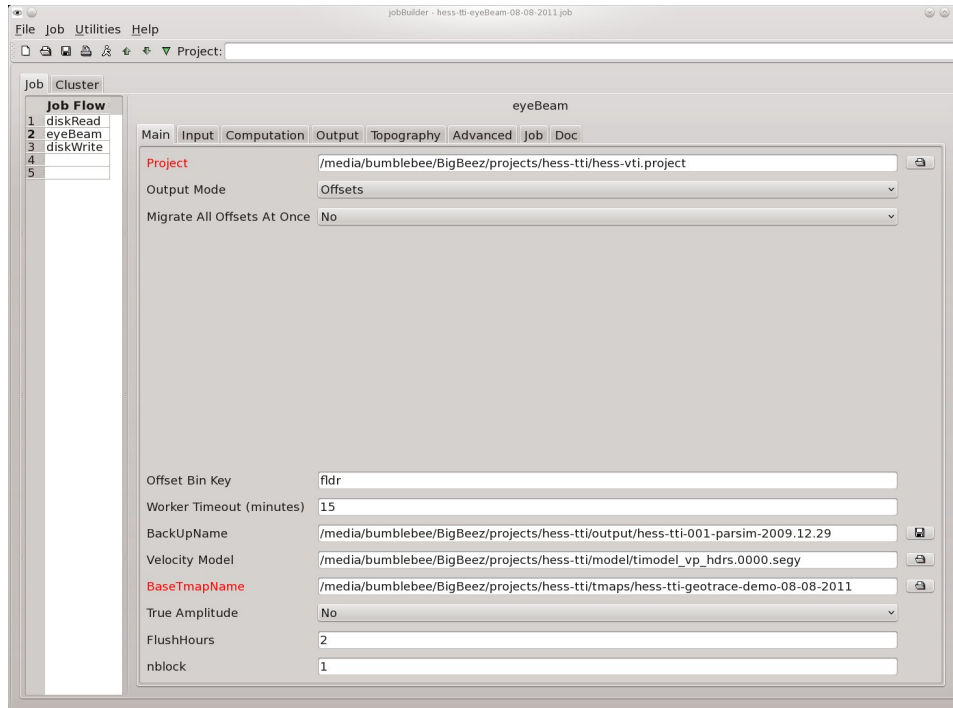 jobBuilder - hess-tti-eyeBeam-08-08-2011.job
File Job Utilities Help
Project:
Job Cluster
Job Flow
1 diskRead
2 eyeBeam
3 diskWrite
4
5
eyeBeam
Main Input Computation Output Topography Advanced Job Doc
Project /media/bumblebee/BigBeez/projects/hess-tti/hess-vti.project
Output Mode Offsets
Migrate All Offsets At Once No
Offset Bin Key fldr
Worker Timeout (minutes) 15
BackUpName /media/bumblebee/BigBeez/projects/hess-tti/output/hess-tti-001-parsim-2009.12.29
Velocity Model /media/bumblebee/BigBeez/projects/hess-tti/model/timodel_vp_hdrs.0000.segy
BaseTmapName /media/bumblebee/BigBeez/projects/hess-tti/tmaps/hess-tti-geotrace-demo-08-08-2011
True Amplitude No
FlushHours 2
nblock 1